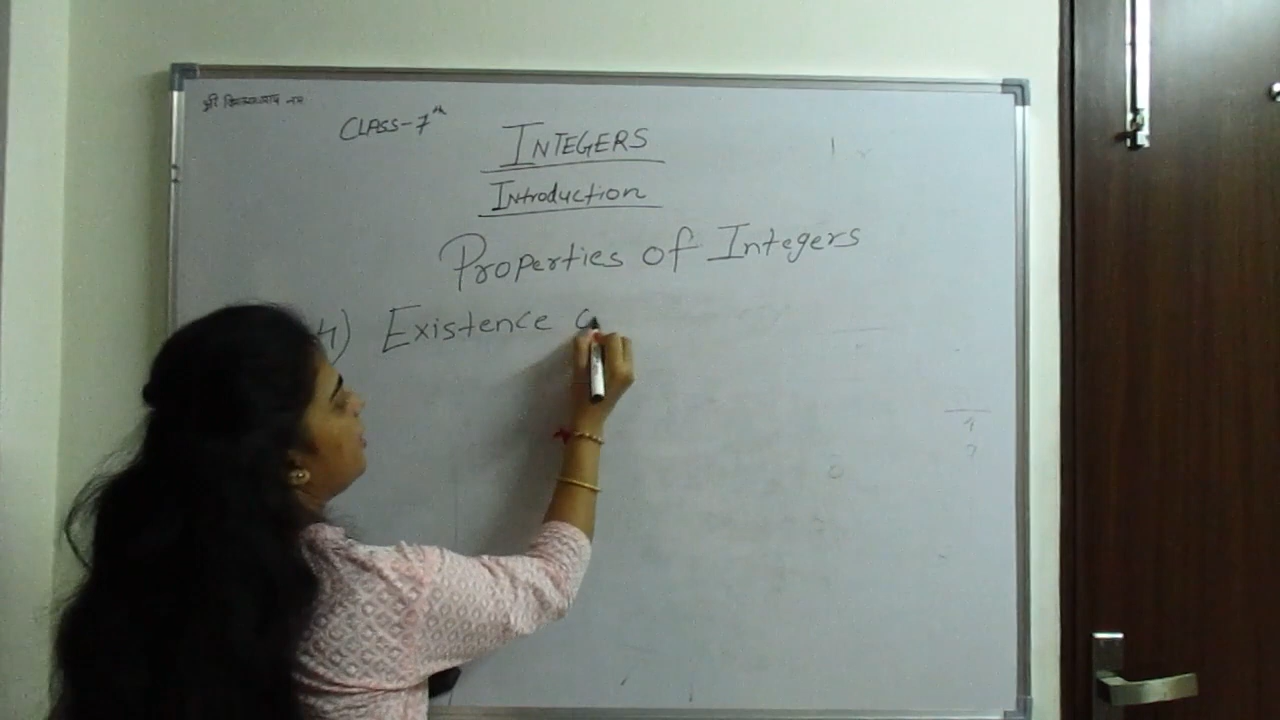 CLASS-7th
INTEGERS
Introduction
Properties of Integers
4) Existence